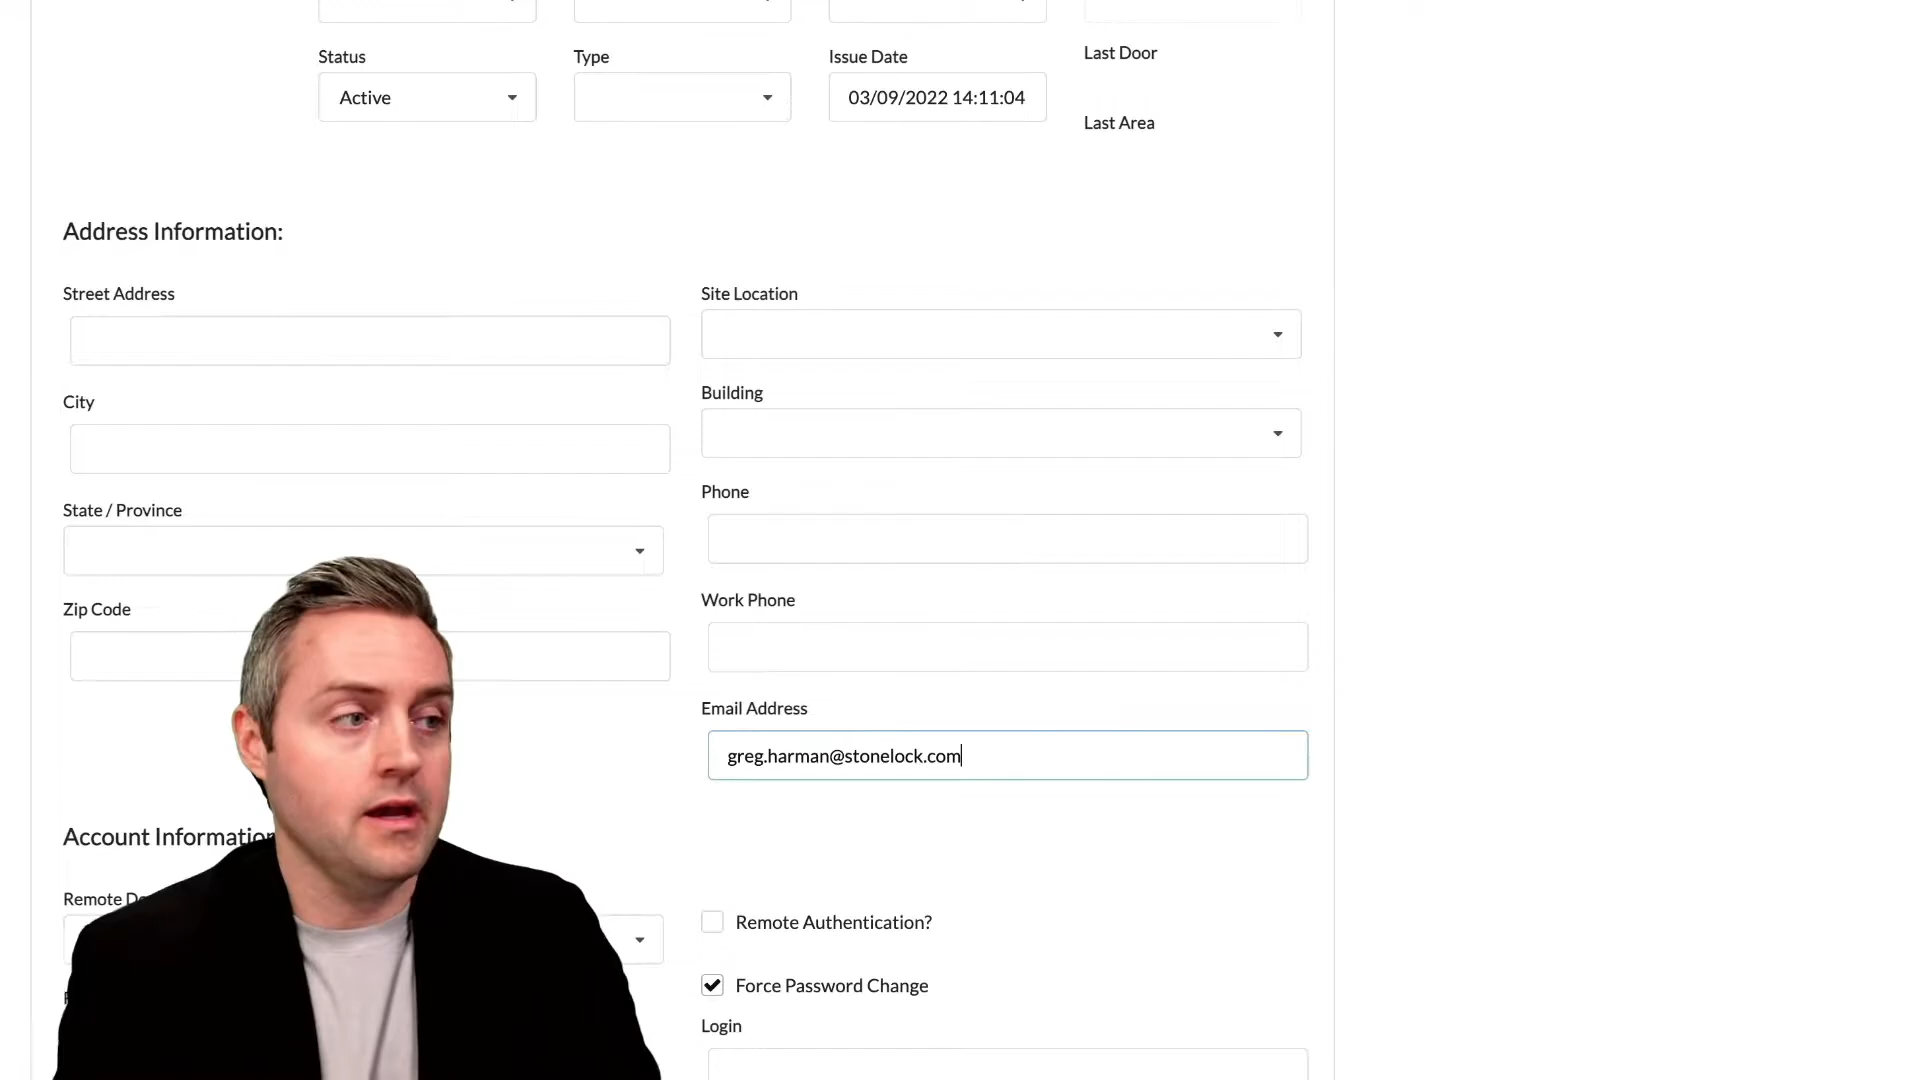 Status
Type
Issue Date
Last Door
Active
03/09/2022 14:11:04
Last Area
Address Information:
Street Address
Site Location
City
Building
State / Province
Phone
Zip Code
Work Phone
Email Address
greg.harman@stonelock.com
Account Information
Remote
Remote Authentication?
Force Password Change
Login